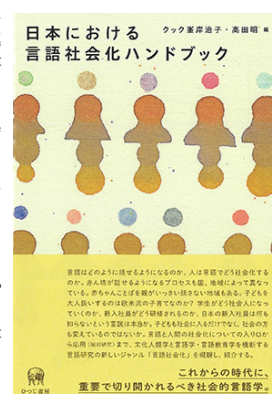 日本における
言語社会化ハンドブック
クック峯岸治子・高田明 編
言語はどのように話せるようになるのか、人は言語でどう社会化する
のか。赤ん坊が話せるようになるプロセスも国、地域によって異なって
いる。赤ちゃんことばを親がいっさい話さない地域もある。子どもを
大人扱いするのは欧米流の子育てなのか? 学生がどう社会人になっ
ていくのか、新入社員がどう研修されるのか、日本の新入社員は何も
知らないという言説は本当か。子どもも社会に入るだけでなく、社会の方
も変えているのではないか。言語と人間の社会化についての入り口か
ら応用(最新研究)まで、文化人類学と言語学・言語教育学を横断する
言語研究の新しいジャンル「言語社会化」を概観し、紹介する。
これからの時代に、
重要で切り開かれるべき社会的言語学。
ひつじ書房